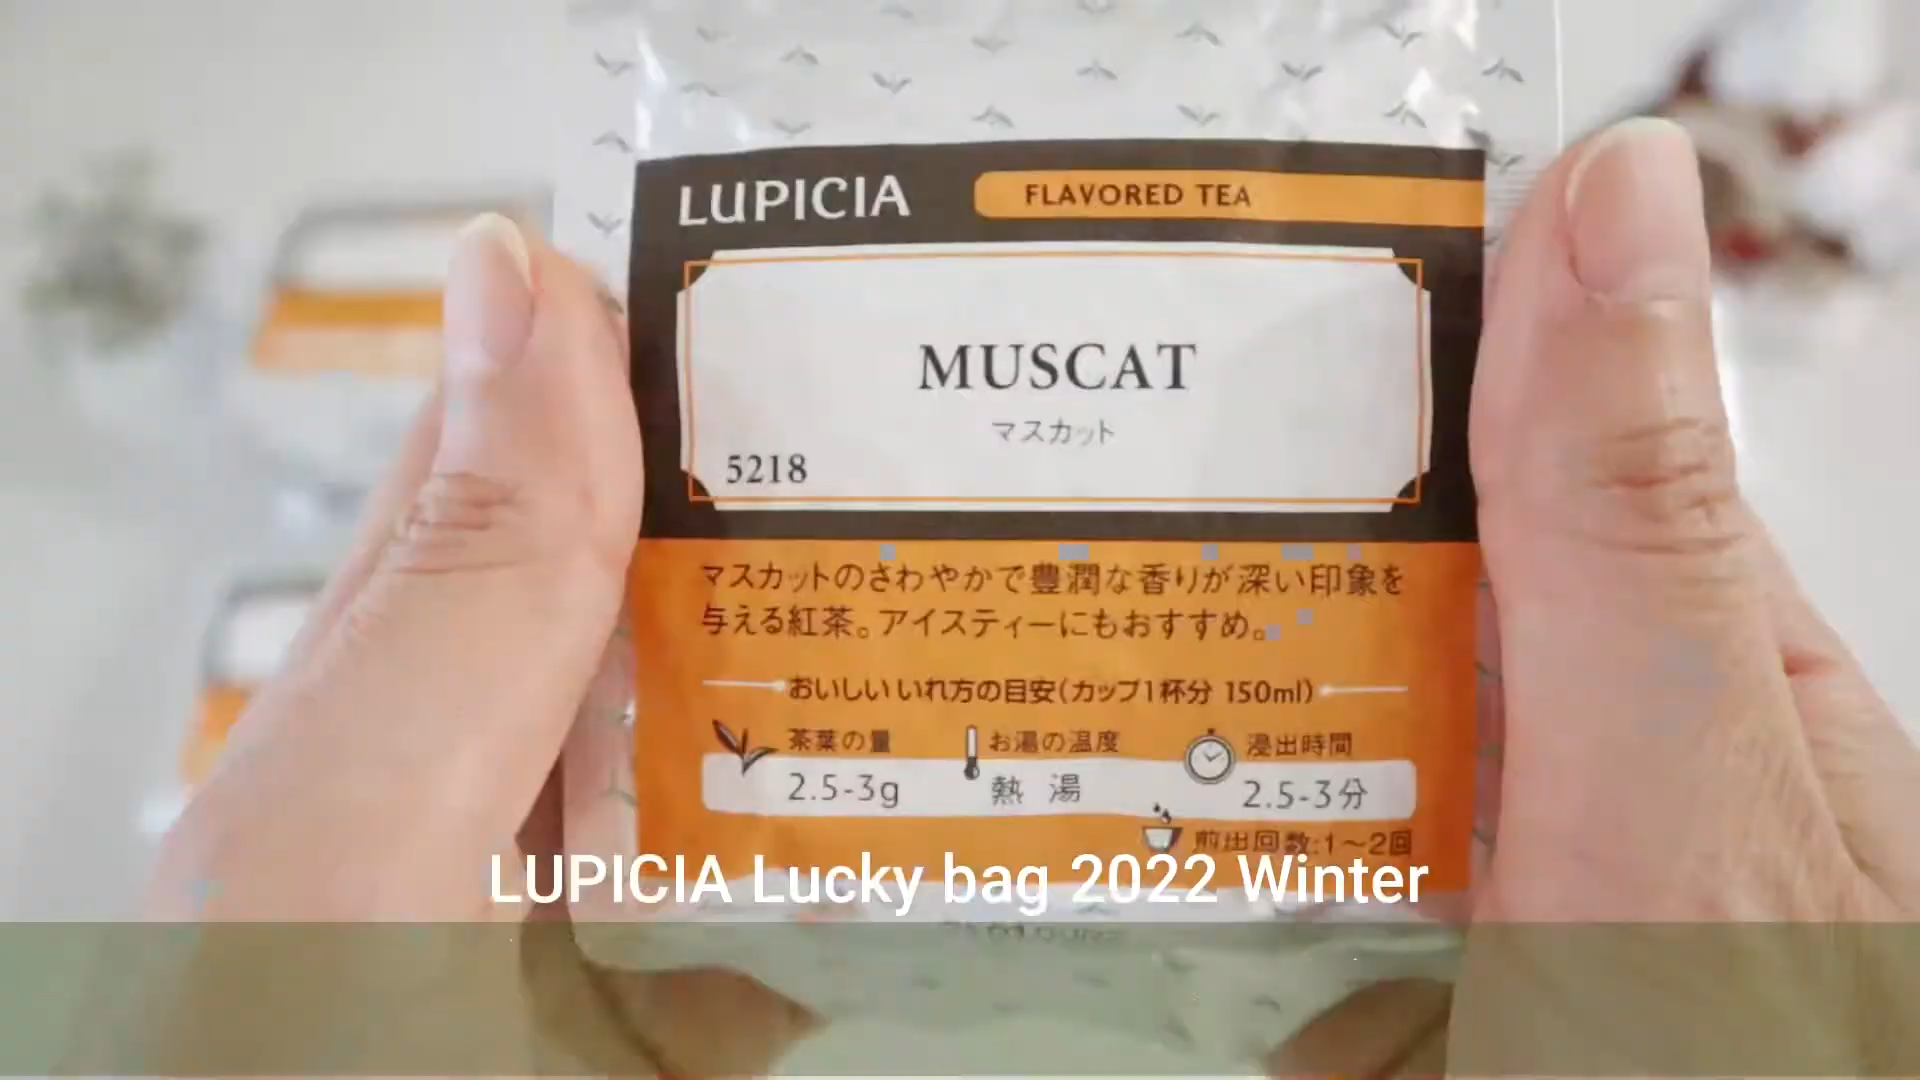 LUPICIA
FLAVORED TEA
MUSCAT
マスカット
5218
マスカットのさわやかで豊潤な香りが深い印象を
与える紅茶。アイスティーにもおすすめ。
おいしいいれ方の目安(カップ1杯分 150ml)
茶葉の量
お湯の温度
浸出時間
2.5-3g
熱 湯
2.5-3分
煎出回数:1〜2回
LUPICIA Lucky bag 2022 Winter